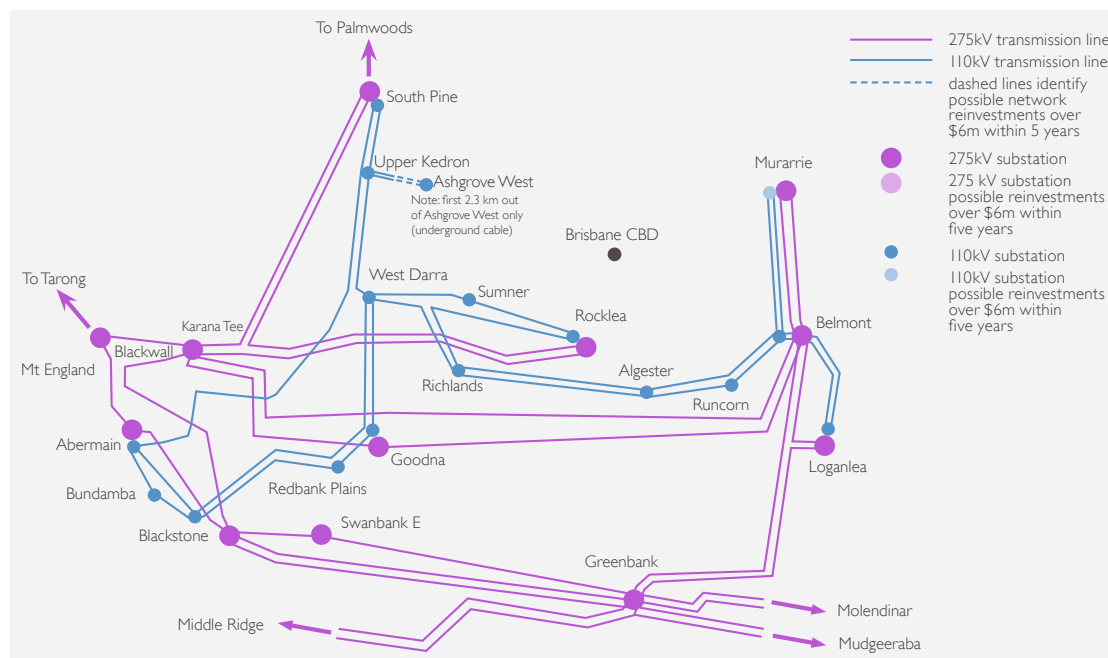 To Palmwoods
South Pine
Upper Kedron
Ashgrove West
Note: first 2.3 km out
of Ashgrove West only
(underground cable)
275kV transmission line
110kV transmission line
dashed lines identify
possible network
reinvestments over
$6m within 5 years
275kV substation
275 kV substation
possible reinvestments
over $6m within
five years
110kV substation
110kV substation
possible reinvestments
over $6m within
five years
Murarrie
Brisbane CBD
To Tarong
West Darra
Sumner
Rocklea
Karana Tee
Belmont
Blackwall
Mt England
Richlands
Algester
Runcorn
Abermain
Goodna
Loganlea
Bundamba
Redbank Plains
Blackstone
Swanbank E
Greenbank
Middle Ridge
Molendinar
Mudgeeraba